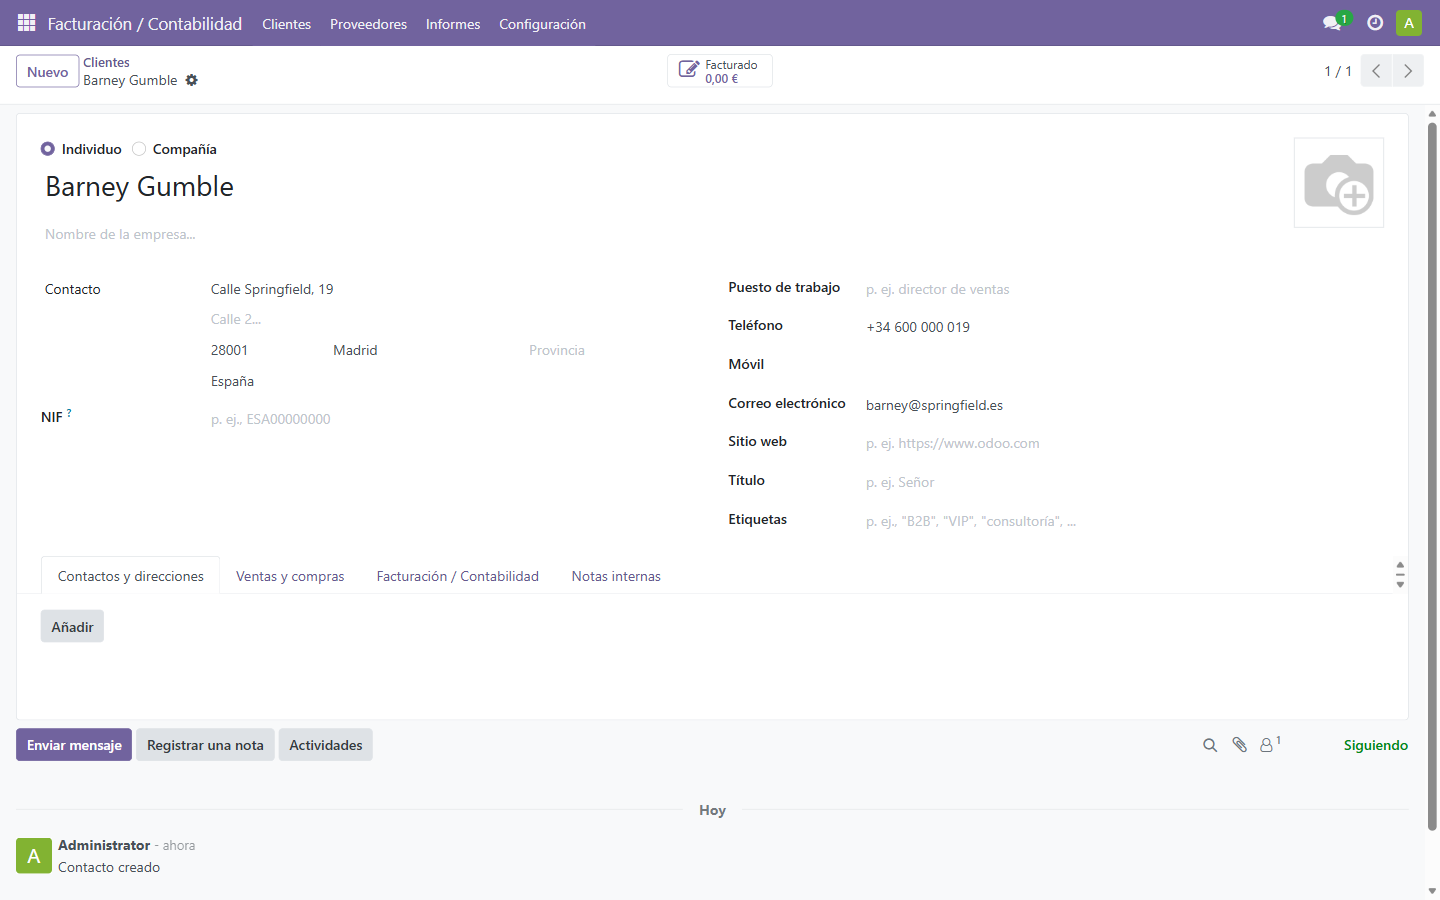 Facturación / Contabilidad Clientes Proveedores Informes Configuración 1 A
Nuevo Clientes
Barney Gumble
Facturado
0,00 €
1 / 1
Individuo Compañía
Barney Gumble
Nombre de la empresa...
Contacto Calle Springfield, 19
Calle 2...
28001 Madrid Provincia
España
NIF ? p. ej., ESA00000000
Puesto de trabajo p. ej. director de ventas
Teléfono +34 600 000 019
Móvil
Correo electrónico barney@springfield.es
Sitio web p. ej. https://www.odoo.com
Título p. ej. Señor
Etiquetas p. ej., "B2B", "VIP", "consultoría", ...
Contactos y direcciones Ventas y compras Facturación / Contabilidad Notas internas
Añadir
Enviar mensaje Registrar una nota Actividades 1 Siguiendo
Hoy
A Administrator - ahora
Contacto creado